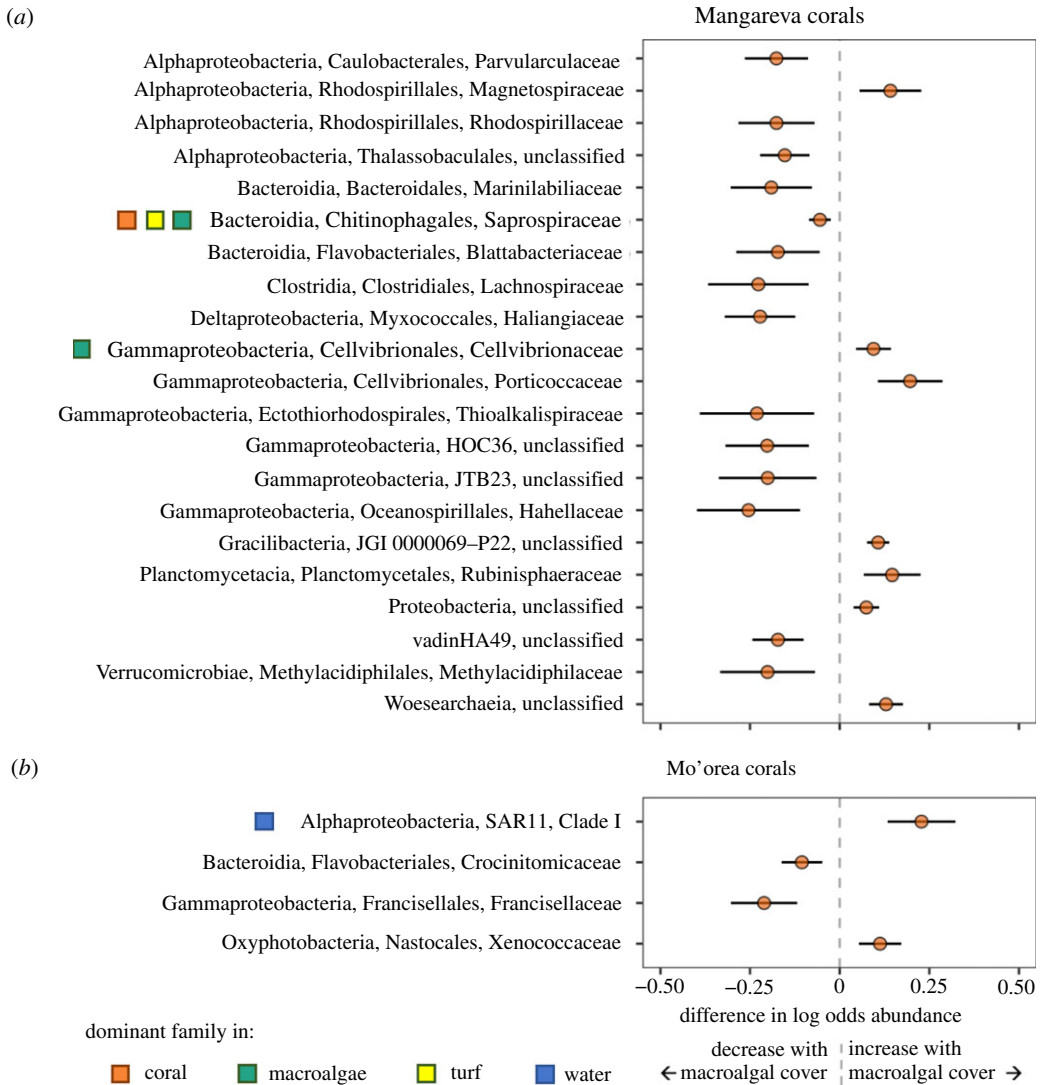 (a)
Mangareva corals
Alphaproteobacteria, Caulobacterales, Parvularculaceae
Alphaproteobacteria, Rhodospirillales, Magnetospiraceae
Alphaproteobacteria, Rhodospirillales, Rhodospirillaceae
Alphaproteobacteria, Thalassobaculales, unclassified
Bacteroidia, Bacteroidales, Marinilabiliaceae
Bacteroidia, Chitinophagales, Saprospiraceae
Bacteroidia, Flavobacteriales, Blattabacteriaceae
Clostridia, Clostridiales, Lachnospiraceae
Deltaproteobacteria, Myxococcales, Haliangiaceae
Gammaproteobacteria, Cellvibrionales, Cellvibrionaceae
Gammaproteobacteria, Cellvibrionales, Porticoccaceae
Gammaproteobacteria, Ectothiorhodospirales, Thioalkalispiraceae
Gammaproteobacteria, HOC36, unclassified
Gammaproteobacteria, JTB23, unclassified
Gammaproteobacteria, Oceanospirillales, Hahellaceae
Gracilibacteria, JGI 0000069–P22, unclassified
Planctomycetacia, Planctomycetales, Rubinisphaeraceae
Proteobacteria, unclassified
vadinHA49, unclassified
Verrucomicrobiae, Methylacidiphilales, Methylacidiphilaceae
Woesearchaeia, unclassified
(b)
Mo’orea corals
Alphaproteobacteria, SAR11, Clade I
Bacteroidia, Flavobacteriales, Crocinitomicaceae
Gammaproteobacteria, Francisellales, Francisellaceae
Oxyphotobacteria, Nastocales, Xenococcaceae
−0.50 −0.25 0 0.25 0.50
difference in log odds abundance
dominant family in:
coral macroalgae turf water
decrease with
←macroalgal cover
increase with
macroalgal cover →